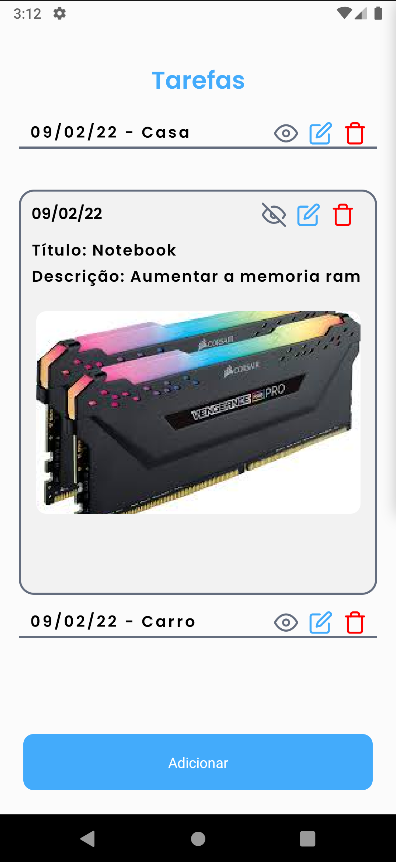 3:12
Tarefas
09/02/22 - Casa
09/02/22
Título: Notebook
Descrição: Aumentar a memoria ram
CORSAIR
CORSAIR
VENGEANCE RGB PRO
09/02/22 - Carro
Adicionar